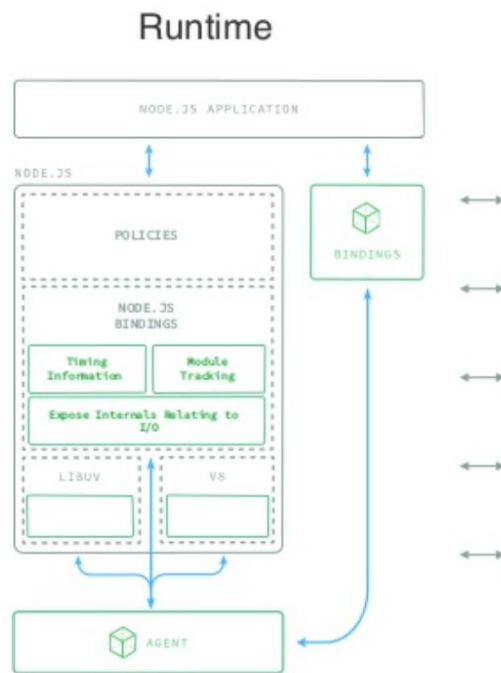 Runtime
NODE.JS APPLICATION
NODE.JS
POLICIES
BINDINGS
NODE.JS
BINDINGS
Timing
Information
Module
Tracking
Expose Internals Relating to
I/O
LIBUV
V8
AGENT